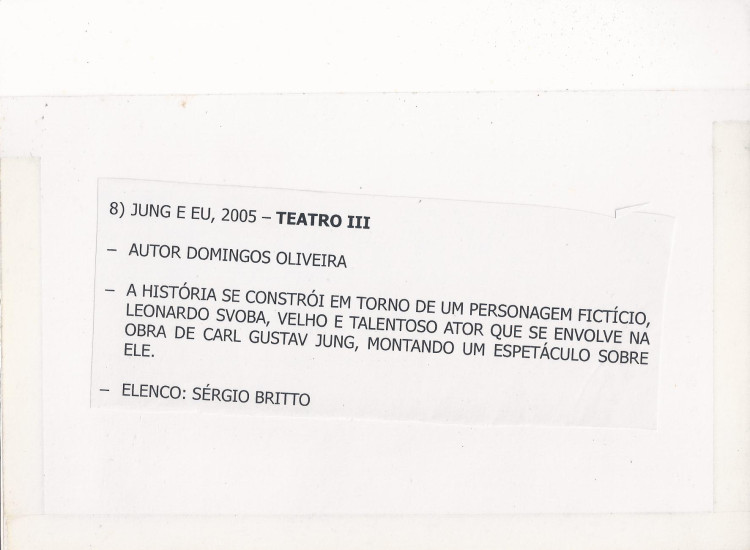 8) JUNG E EU, 2005 – TEATRO III
– AUTOR DOMINGOS OLIVEIRA
– A HISTÓRIA SE CONSTRÓI EM TORNO DE UM PERSONAGEM FICTÍCIO,
LEONARDO SVOBA, VELHO E TALENTOSO ATOR QUE SE ENVOLVE NA
OBRA DE CARL GUSTAV JUNG, MONTANDO UM ESPETÁCULO SOBRE
ELE.
– ELENCO: SÉRGIO BRITTO